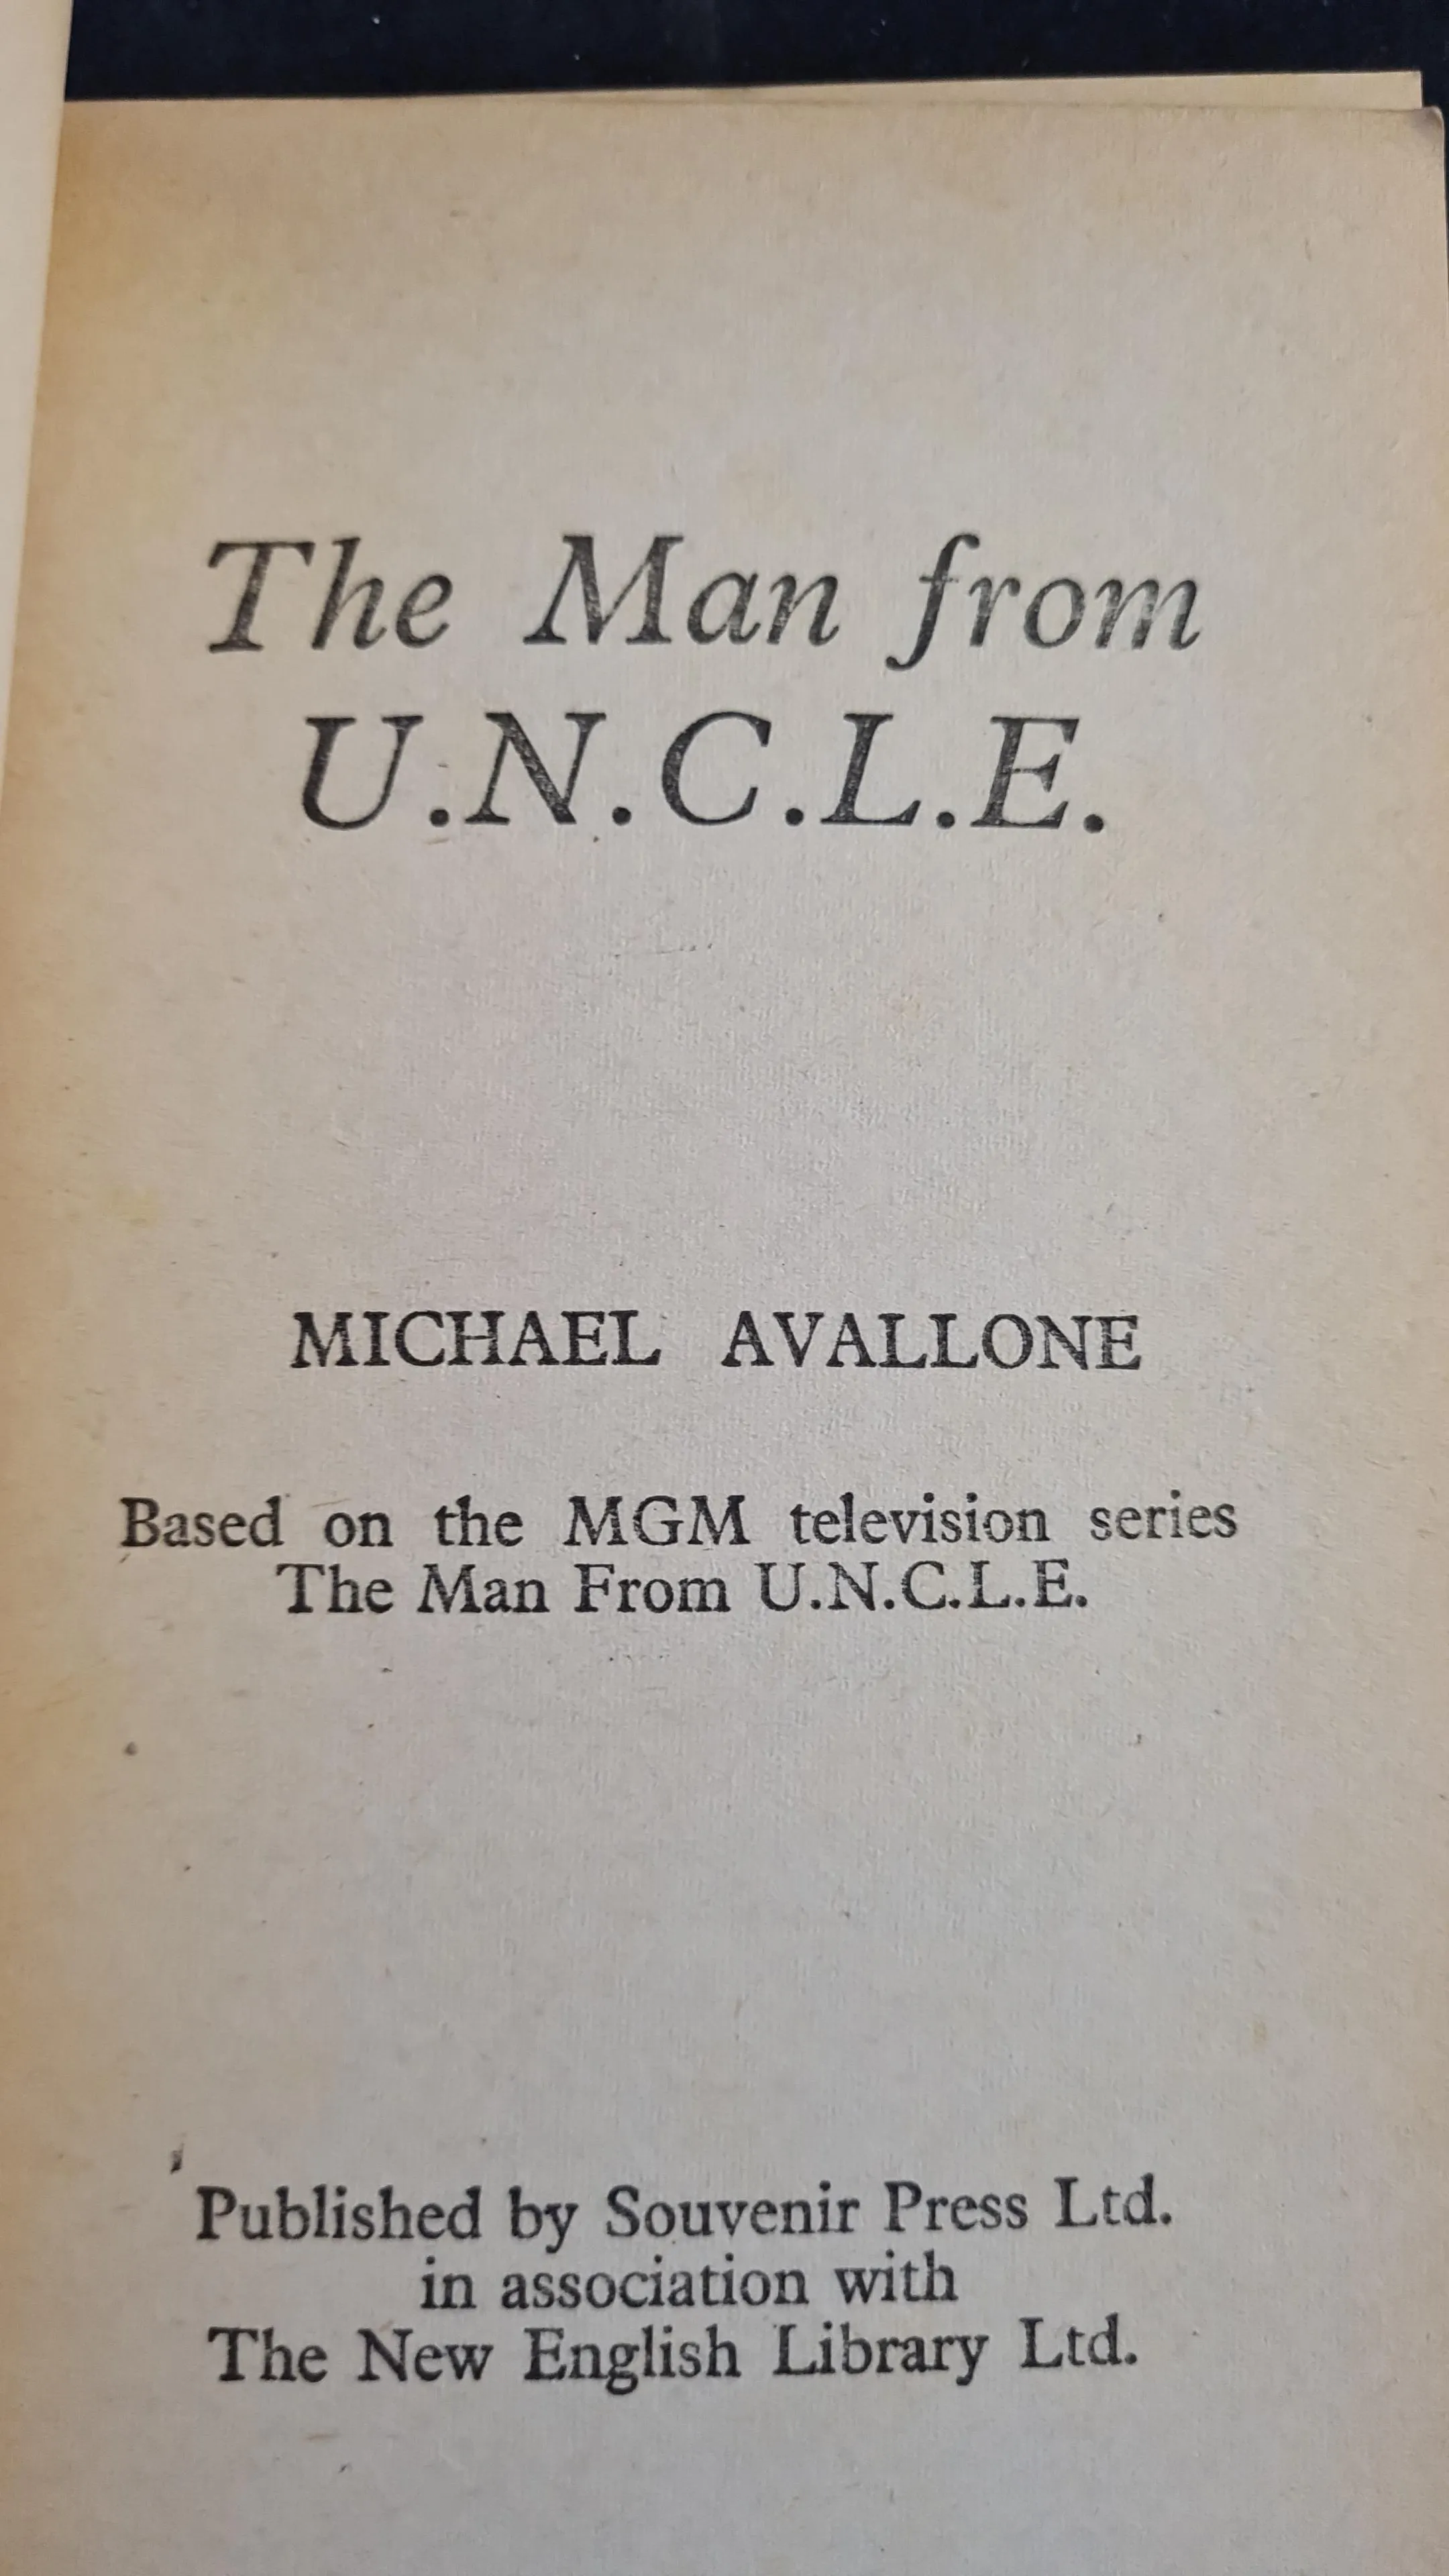 The Man from
U.N.C.L.E.
MICHAEL AVALLONE
Based on the MGM television series
The Man From U.N.C.L.E.
Published by Souvenir Press Ltd.
in association with
The New English Library Ltd.